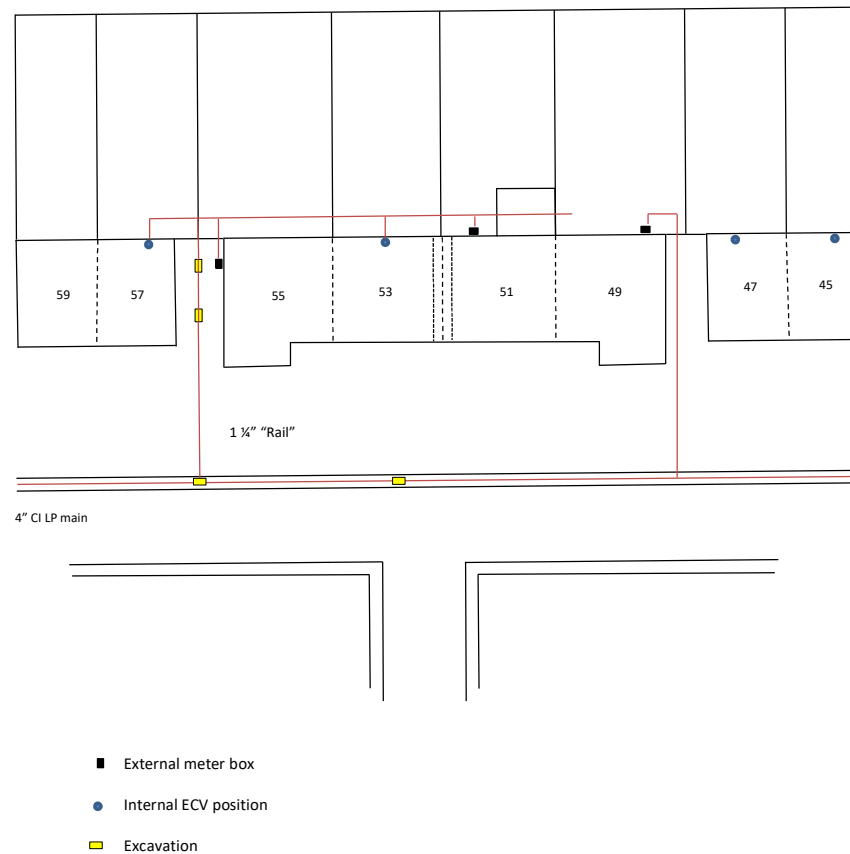 59
57
55
53
51
49
47
45
1 ¼” “Rail”
4” CI LP main
External meter box
Internal ECV position
Excavation